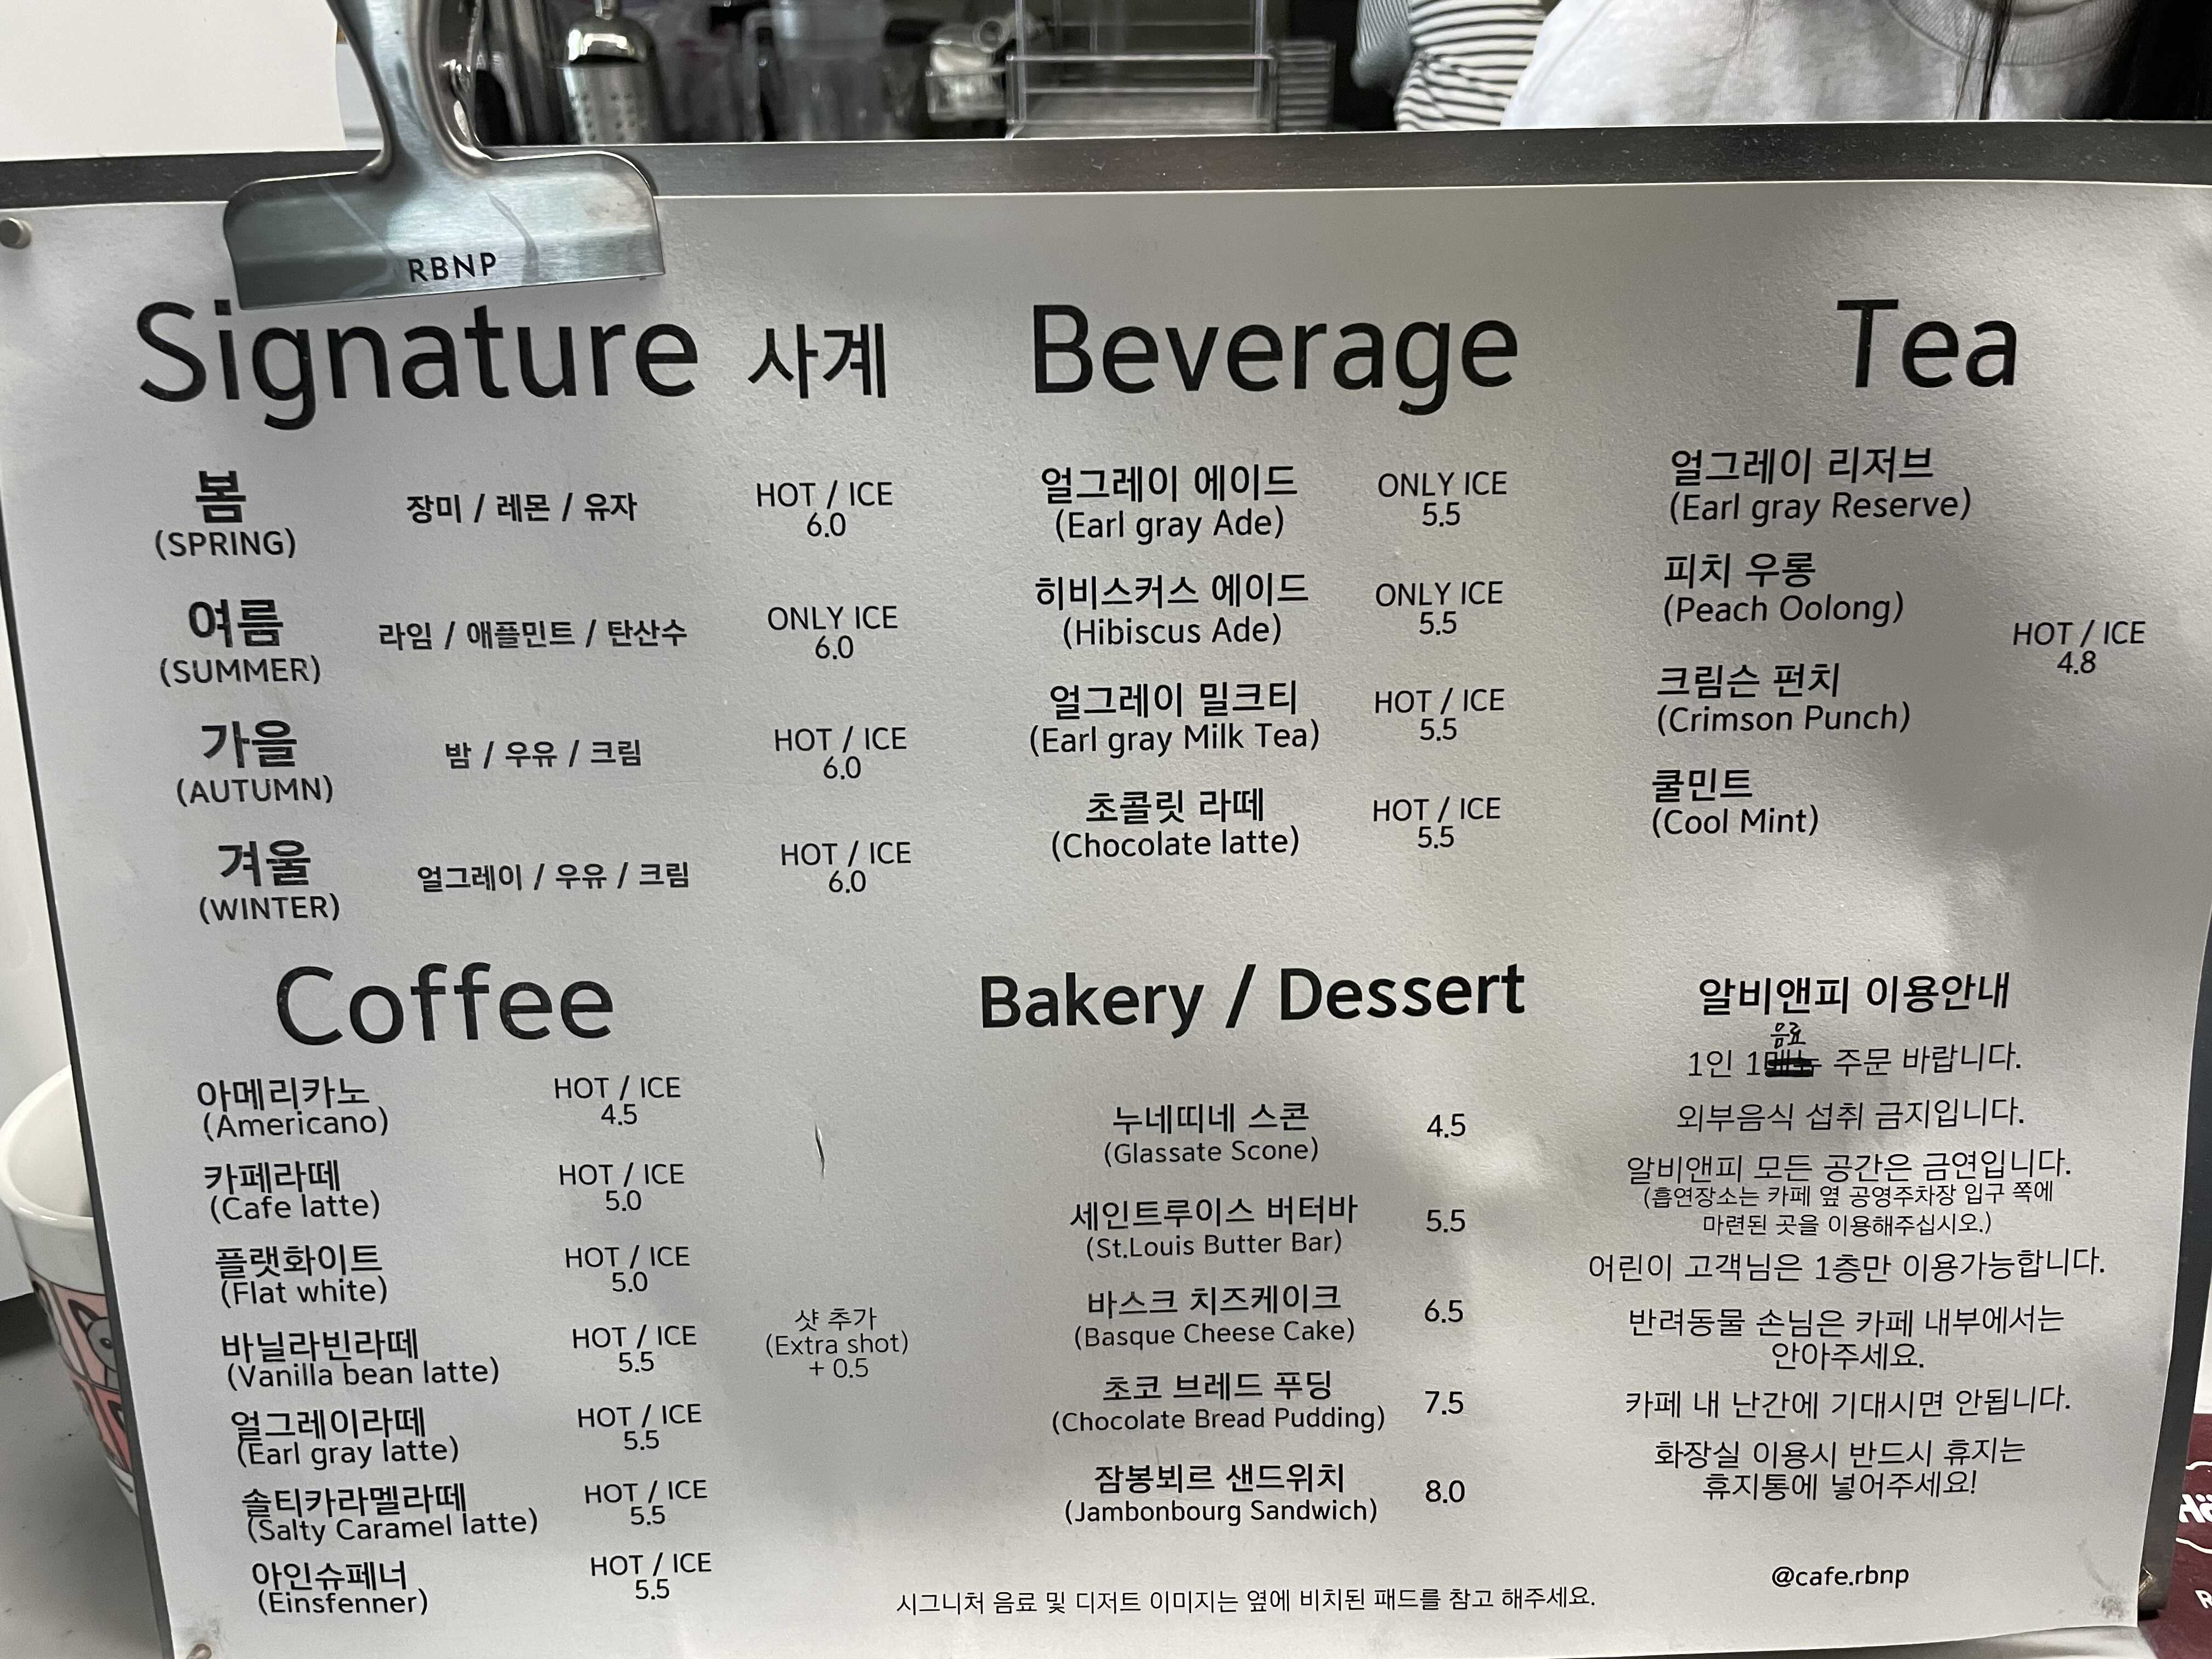 RBNP
Signature 사계
봄
(SPRING)
장미 / 레몬 / 유자
HOT / ICE
6.0
여름
(SUMMER)
라임 / 애플민트 / 탄산수
ONLY ICE
6.0
가을
(AUTUMN)
밤 / 우유 / 크림
HOT / ICE
6.0
겨울
(WINTER)
얼그레이 / 우유 / 크림
HOT / ICE
6.0
Beverage
얼그레이 에이드
(Earl gray Ade)
ONLY ICE
5.5
히비스커스 에이드
(Hibiscus Ade)
ONLY ICE
5.5
얼그레이 밀크티
(Earl gray Milk Tea)
HOT / ICE
5.5
초콜릿 라떼
(Chocolate latte)
HOT / ICE
5.5
Tea
얼그레이 리저브
(Earl gray Reserve)
피치 우롱
(Peach Oolong)
크림슨 펀치
(Crimson Punch)
쿨민트
(Cool Mint)
HOT / ICE
4.8
Coffee
아메리카노
(Americano)
HOT / ICE
4.5
카페라떼
(Cafe latte)
HOT / ICE
5.0
플랫화이트
(Flat white)
HOT / ICE
5.0
바닐라빈라떼
(Vanilla bean latte)
HOT / ICE
5.5
얼그레이라떼
(Earl gray latte)
HOT / ICE
5.5
솔티카라멜라떼
(Salty Caramel latte)
HOT / ICE
5.5
아인슈페너
(Einsfenner)
HOT / ICE
5.5
샷 추가
(Extra shot)
+ 0.5
Bakery / Dessert
누네띠네 스콘
(Glassate Scone)
4.5
세인트루이스 버터바
(St.Louis Butter Bar)
5.5
바스크 치즈케이크
(Basque Cheese Cake)
6.5
초코 브레드 푸딩
(Chocolate Bread Pudding)
7.5
잠봉뵈르 샌드위치
(Jambonbourg Sandwich)
8.0
시그니처 음료 및 디저트 이미지는 옆에 비치된 패드를 참고 해주세요.
알비앤피 이용안내
음료
1인 1메뉴 주문 바랍니다.
외부음식 섭취 금지입니다.
알비앤피 모든 공간은 금연입니다.
(흡연장소는 카페 옆 공영주차장 입구 쪽에
마련된 곳을 이용해주십시오.)
어린이 고객님은 1층만 이용가능합니다.
반려동물 손님은 카페 내부에서는
안아주세요.
카페 내 난간에 기대시면 안됩니다.
화장실 이용시 반드시 휴지는
휴지통에 넣어주세요!
@cafe.rbnp